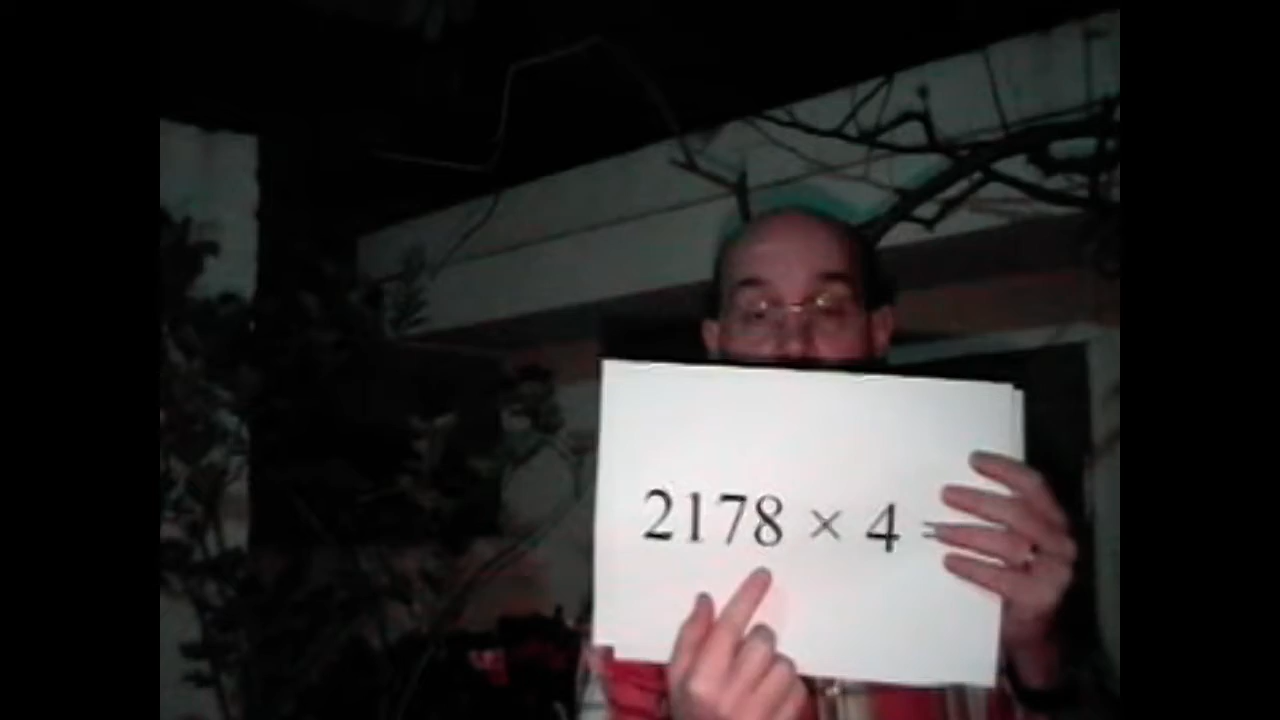 2178 × 4 =